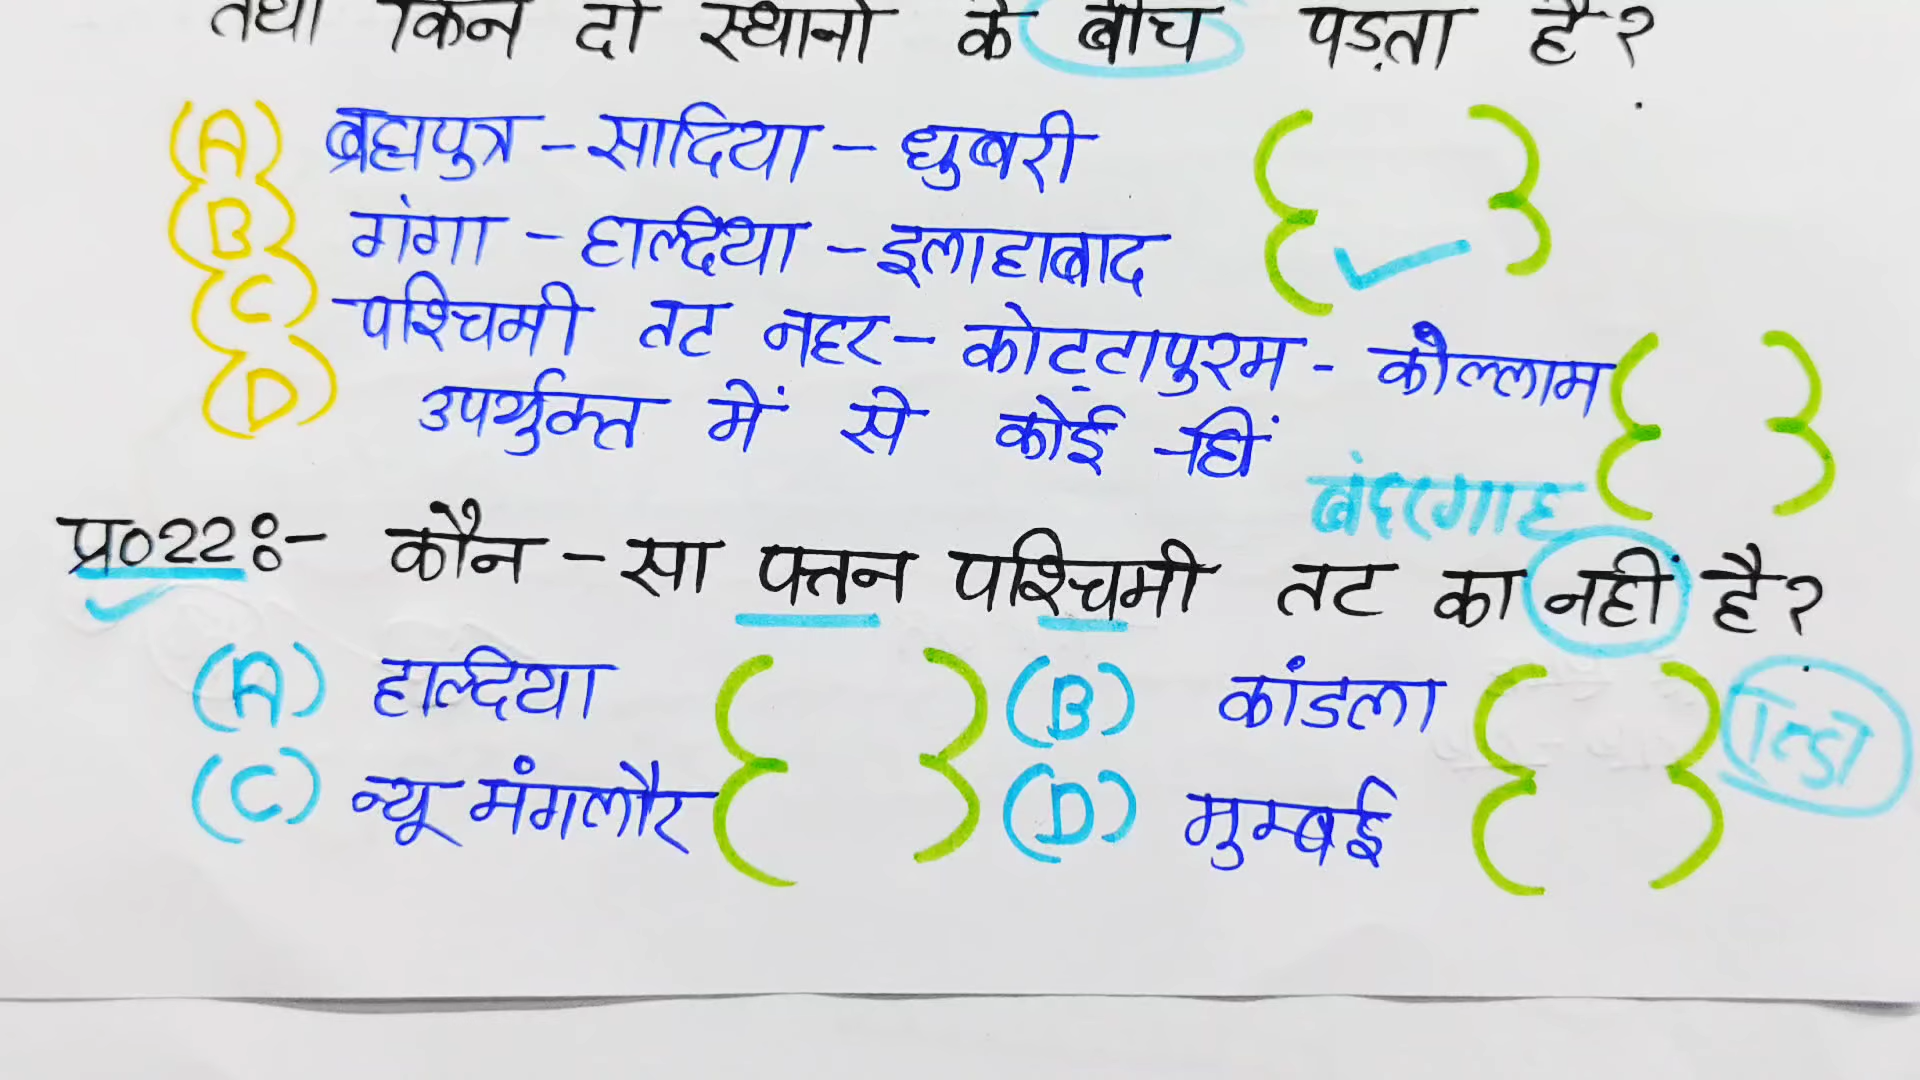 तथा किन दो स्थानों के बीच पड़ता है?
(A) ब्रह्मपुत्र - सादिया - धुबरी
(B) गंगा - हाल्दिया - इलाहाबाद
(C) पश्चिमी तट नहर - कोट्टापुरम - कोल्लाम
(D) उपर्युक्त में से कोई नहीं
बंदरगाह
प्र०22:- कौन - सा पत्तन पश्चिमी तट का नहीं है?
(A) हाल्दिया (B) कांडला
(C) न्यू मंगलौर (D) मुम्बई